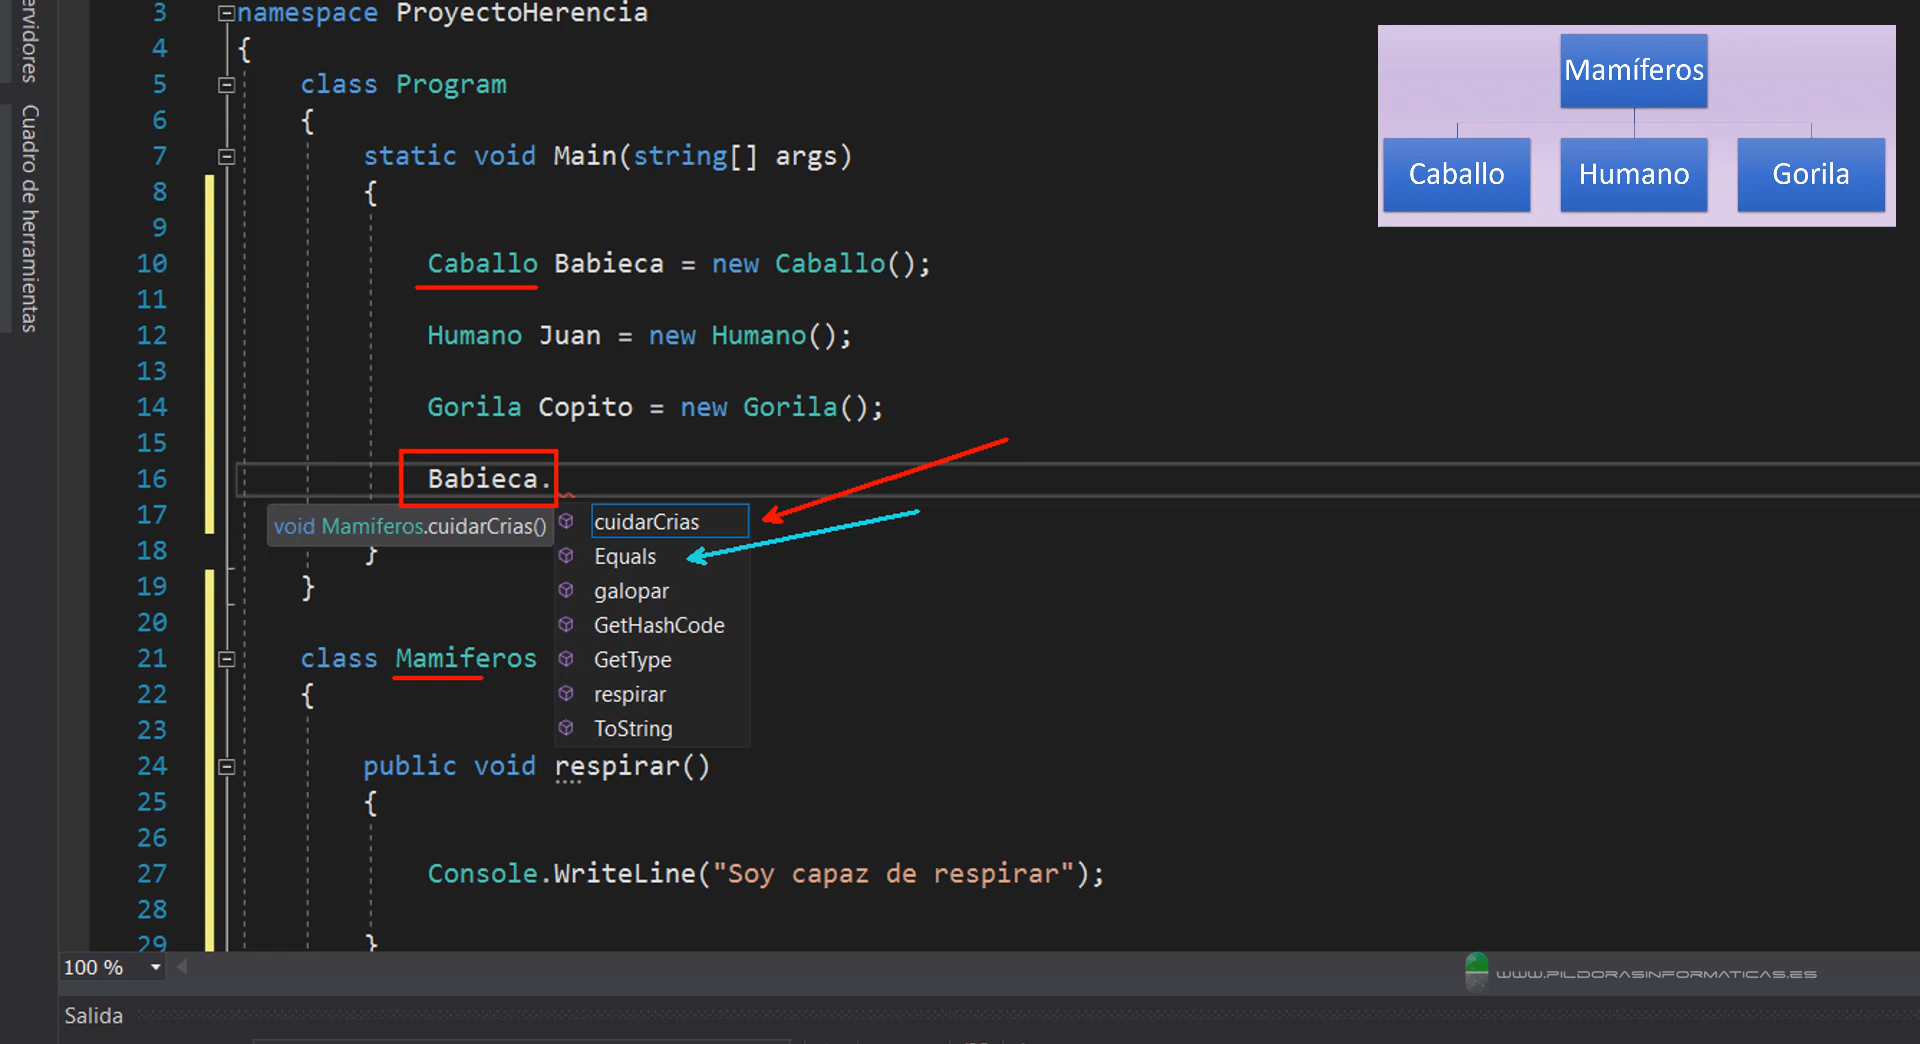 ervidores
Cuadro de herramientas
3 namespace ProyectoHerencia
4 {
5 class Program
6 {
7 static void Main(string[] args)
8 {
9
10 Caballo Babieca = new Caballo();
11
12 Humano Juan = new Humano();
13
14 Gorila Copito = new Gorila();
15
16 Babieca.
17
void Mamiferos.cuidarCrias()
cuidarCrias
Equals
galopar
GetHashCode
GetType
respirar
ToString
18 }
19 }
20
21 class Mamiferos
22 {
23
24 public void respirar()
25 {
26
27 Console.WriteLine("Soy capaz de respirar");
28
29 }
Mamíferos
Caballo Humano Gorila
100 %
WWW.PILDORASINFORMATICAS.ES
Salida